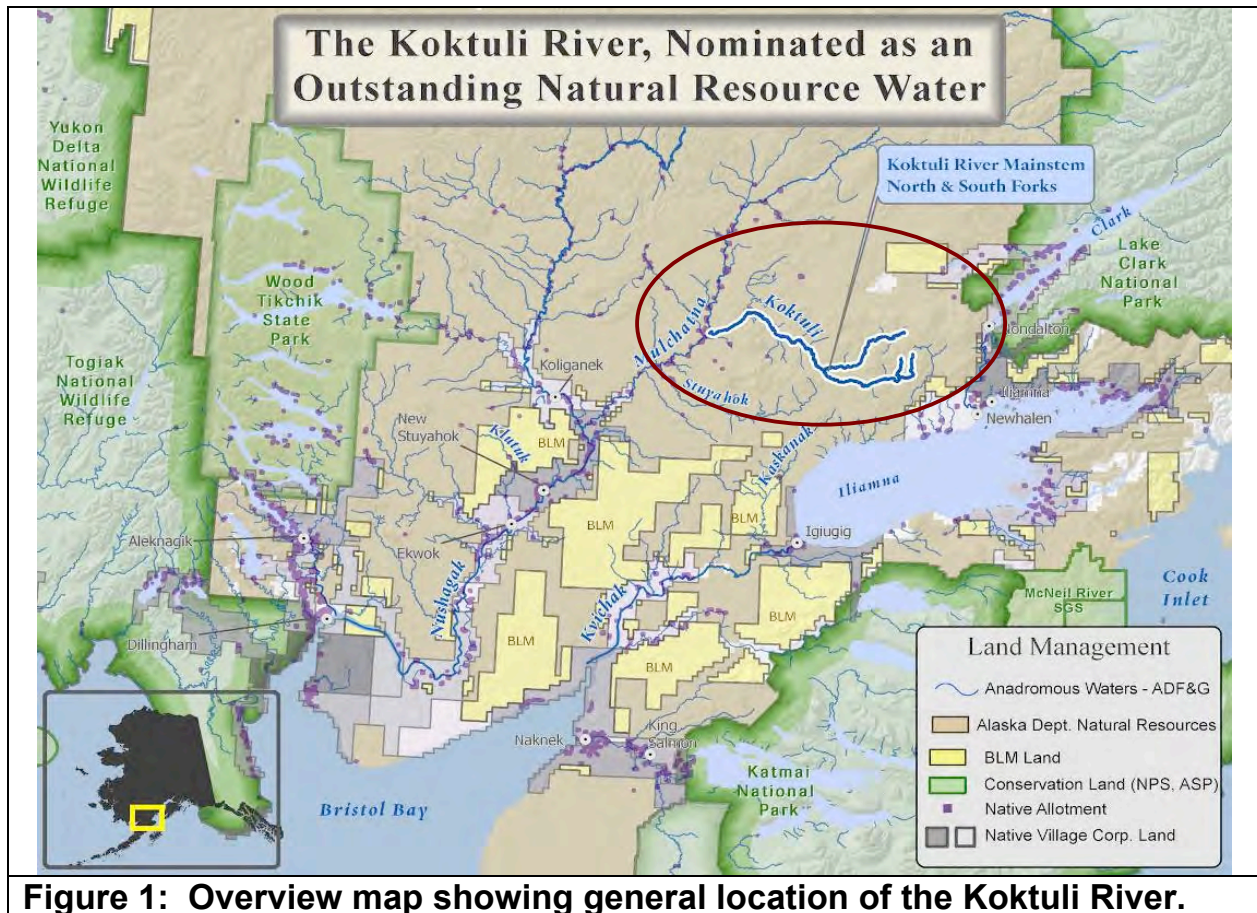 The Koktuli River, Nominated as an
Outstanding Natural Resource Water
Yukon
Delta
National
Wildlife
Refuge
Koktuli River Mainstem
North & South Forks
Clark
Lake
Clark
National
Park
Wood
Tikchik
State
Park
Mulchatna
Koktuli
Nondalton
Togiak
National
Wildlife
Refuge
Koliganek
Stuyahok
Iliamna
Newhalen
New
Stuyahok
Klutuk
BLM
Kaskanak
Iliamna
BLM
BLM
Aleknagik
Ekwok
Igiugig
Nushagak
Kvichak
McNeil River
SGS
Cook
Inlet
Dillingham
BLM
BLM
BLM
King
Salmon
Naknek
Katmai
National
Park
Bristol Bay
Land Management
Anadromous Waters - ADF&G
Alaska Dept. Natural Resources
BLM Land
Conservation Land (NPS, ASP)
Native Allotment
Native Village Corp. Land
Figure 1: Overview map showing general location of the Koktuli River.